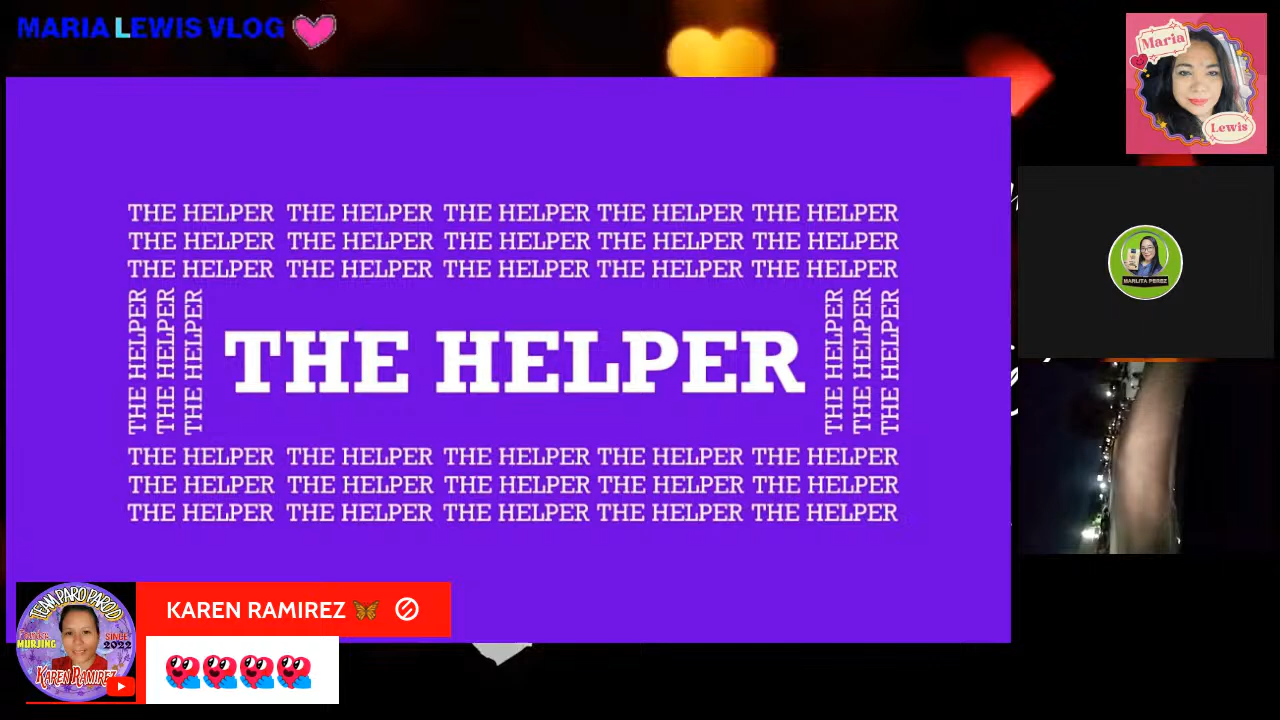 MARIA LEWIS VLOG
Maria
Lewis
THE HELPER THE HELPER THE HELPER THE HELPER THE HELPER
THE HELPER THE HELPER THE HELPER THE HELPER THE HELPER
THE HELPER THE HELPER THE HELPER THE HELPER THE HELPER
THE HELPER
THE HELPER
THE HELPER
THE HELPER
THE HELPER
THE HELPER
THE HELPER
THE HELPER THE HELPER THE HELPER THE HELPER THE HELPER
THE HELPER THE HELPER THE HELPER THE HELPER THE HELPER
THE HELPER THE HELPER THE HELPER THE HELPER THE HELPER
MARLITA PEREZ
TEAM PARO PARO
MURJING
SINCE
2022
KAREN RAMIREZ
KAREN RAMIREZ